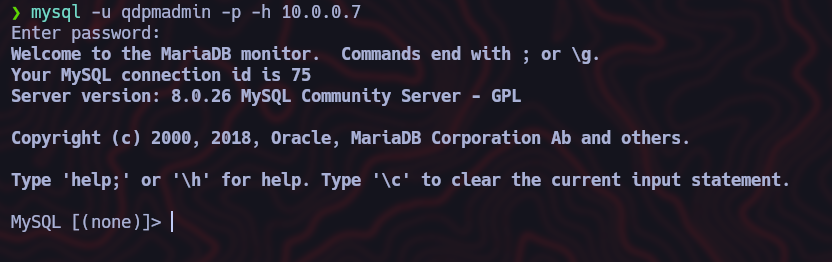 ❯ mysql -u qdpmadmin -p -h 10.0.0.7
Enter password:
Welcome to the MariaDB monitor.  Commands end with ; or \g.
Your MySQL connection id is 75
Server version: 8.0.26 MySQL Community Server - GPL
Copyright (c) 2000, 2018, Oracle, MariaDB Corporation Ab and others.
Type 'help;' or '\h' for help. Type '\c' to clear the current input statement.
MySQL [(none)]>